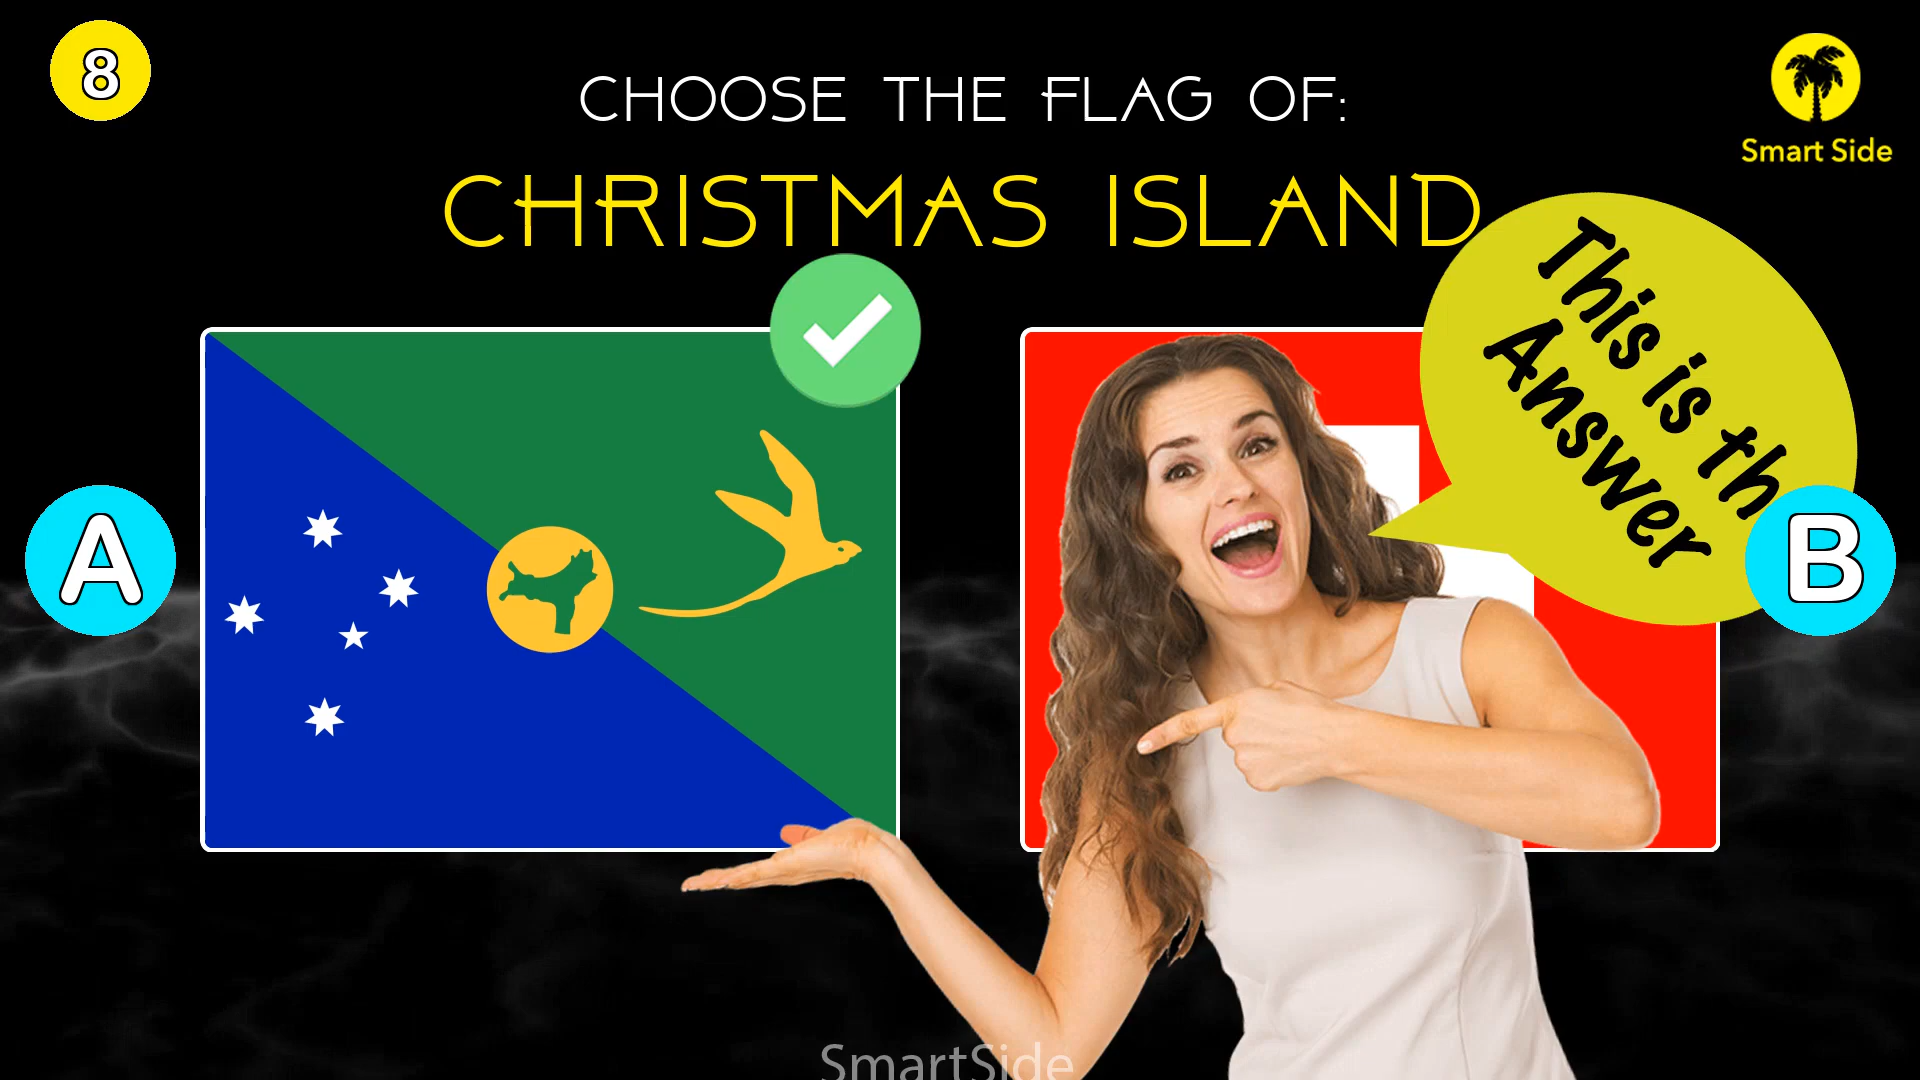 8
CHOOSE THE FLAG OF:
Smart Side
CHRISTMAS ISLAND
This is th
Answer
A
B
SmartSide